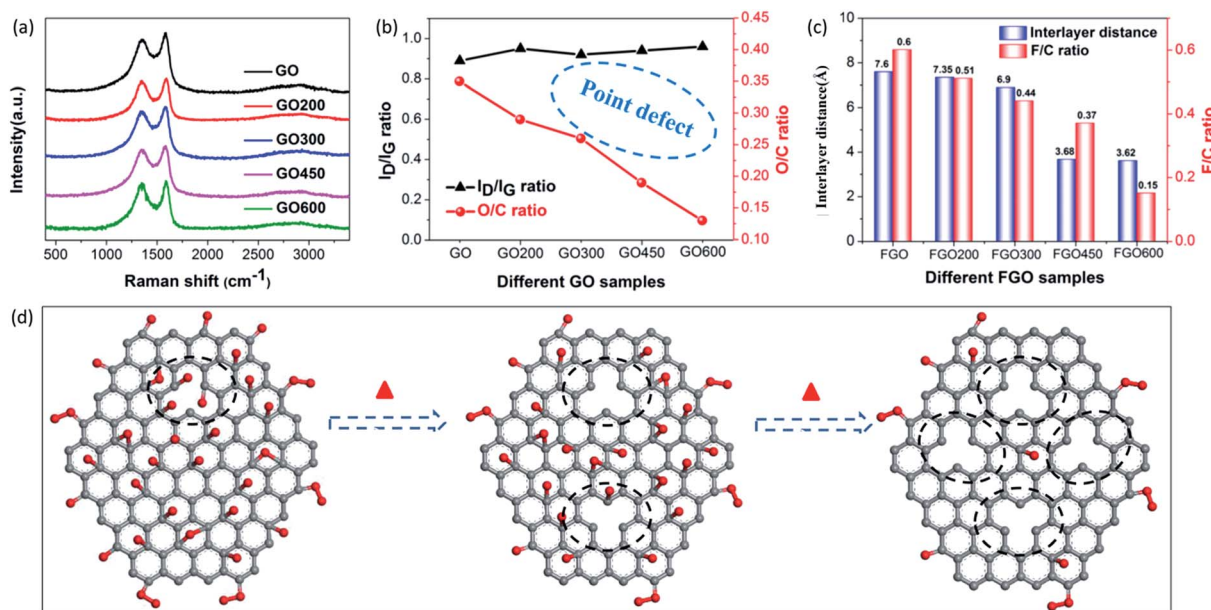 (a)
GO
GO200
GO300
GO450
GO600
Intensity(a.u.)
500 1000 1500 2000 2500 3000
Raman shift (cm-1)
(b)
1.0
0.8
0.6
0.4
0.2
0.0
I_D/I_G ratio
Point defect
I_D/I_G ratio
O/C ratio
0.40
0.35
0.30
0.25
0.20
0.15
0.10
O/C ratio
GO GO200 GO300 GO450 GO600
Different GO samples
(c)
10
8
6
4
2
0
Interlayer distance(Å)
Interlayer distance
F/C ratio
7.6 0.6
7.35 0.51
6.9 0.44
3.68 0.37
3.62 0.15
0.6
0.4
0.2
0.0
F/C ratio
FGO FGO200 FGO300 FGO450 FGO600
Different FGO samples
(d)